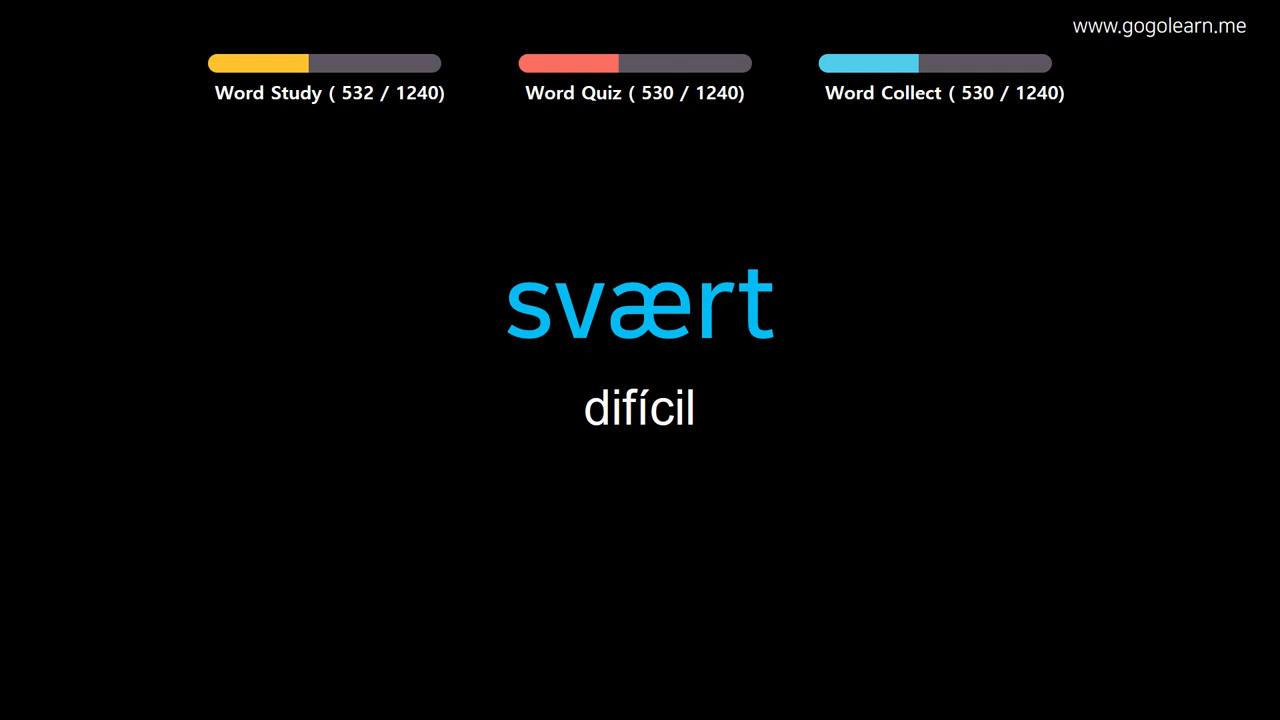 www.gogolearn.me
Word Study ( 532 / 1240)
Word Quiz ( 530 / 1240)
Word Collect ( 530 / 1240)
svært
difícil